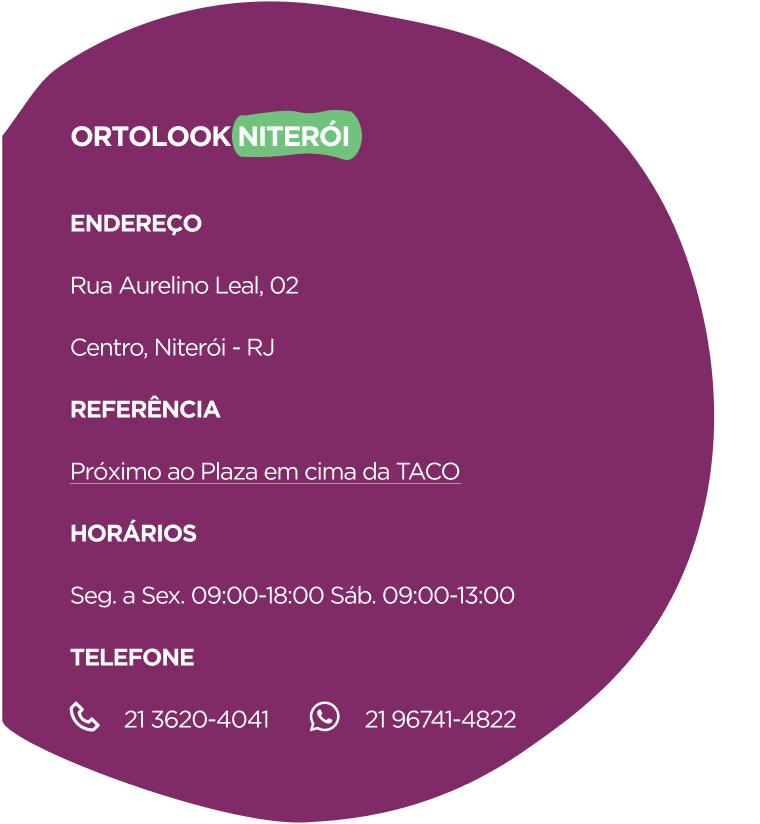 ORTOLOOK NITERÓI
ENDEREÇO
Rua Aurelino Leal, 02
Centro, Niterói - RJ
REFERÊNCIA
Próximo ao Plaza em cima da TACO
HORÁRIOS
Seg. a Sex. 09:00-18:00 Sáb. 09:00-13:00
TELEFONE
21 3620-4041 21 96741-4822